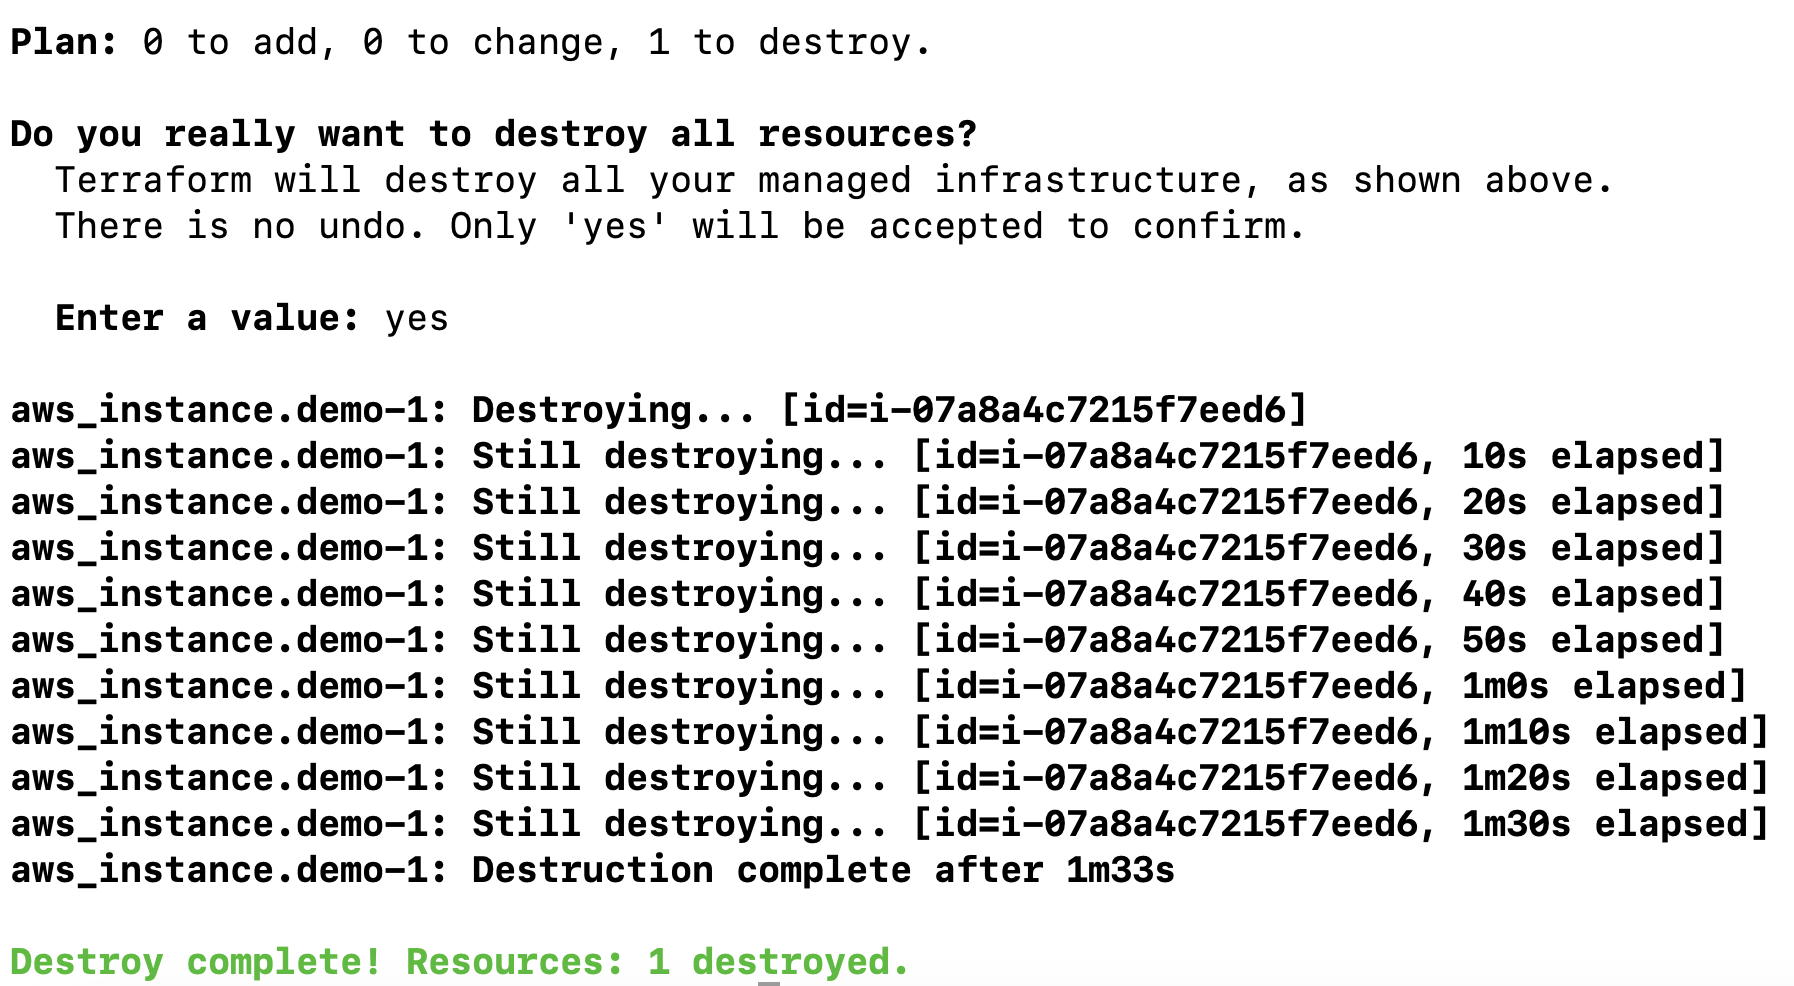 Plan: 0 to add, 0 to change, 1 to destroy.
Do you really want to destroy all resources?
Terraform will destroy all your managed infrastructure, as shown above.
There is no undo. Only 'yes' will be accepted to confirm.
Enter a value: yes
aws_instance.demo-1: Destroying... [id=i-07a8a4c7215f7eed6]
aws_instance.demo-1: Still destroying... [id=i-07a8a4c7215f7eed6, 10s elapsed]
aws_instance.demo-1: Still destroying... [id=i-07a8a4c7215f7eed6, 20s elapsed]
aws_instance.demo-1: Still destroying... [id=i-07a8a4c7215f7eed6, 30s elapsed]
aws_instance.demo-1: Still destroying... [id=i-07a8a4c7215f7eed6, 40s elapsed]
aws_instance.demo-1: Still destroying... [id=i-07a8a4c7215f7eed6, 50s elapsed]
aws_instance.demo-1: Still destroying... [id=i-07a8a4c7215f7eed6, 1m0s elapsed]
aws_instance.demo-1: Still destroying... [id=i-07a8a4c7215f7eed6, 1m10s elapsed]
aws_instance.demo-1: Still destroying... [id=i-07a8a4c7215f7eed6, 1m20s elapsed]
aws_instance.demo-1: Still destroying... [id=i-07a8a4c7215f7eed6, 1m30s elapsed]
aws_instance.demo-1: Destruction complete after 1m33s
Destroy complete! Resources: 1 destroyed.